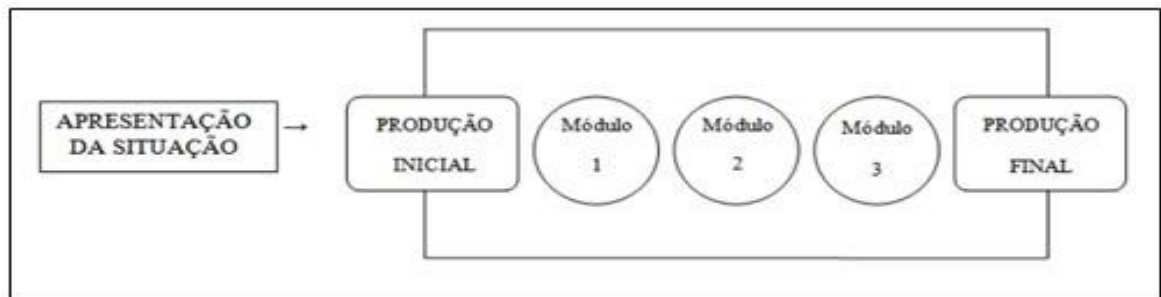 APRESENTAÇÃO
DA SITUAÇÃO
→
PRODUÇÃO
INICIAL
Módulo
1
Módulo
2
Módulo
3
PRODUÇÃO
FINAL